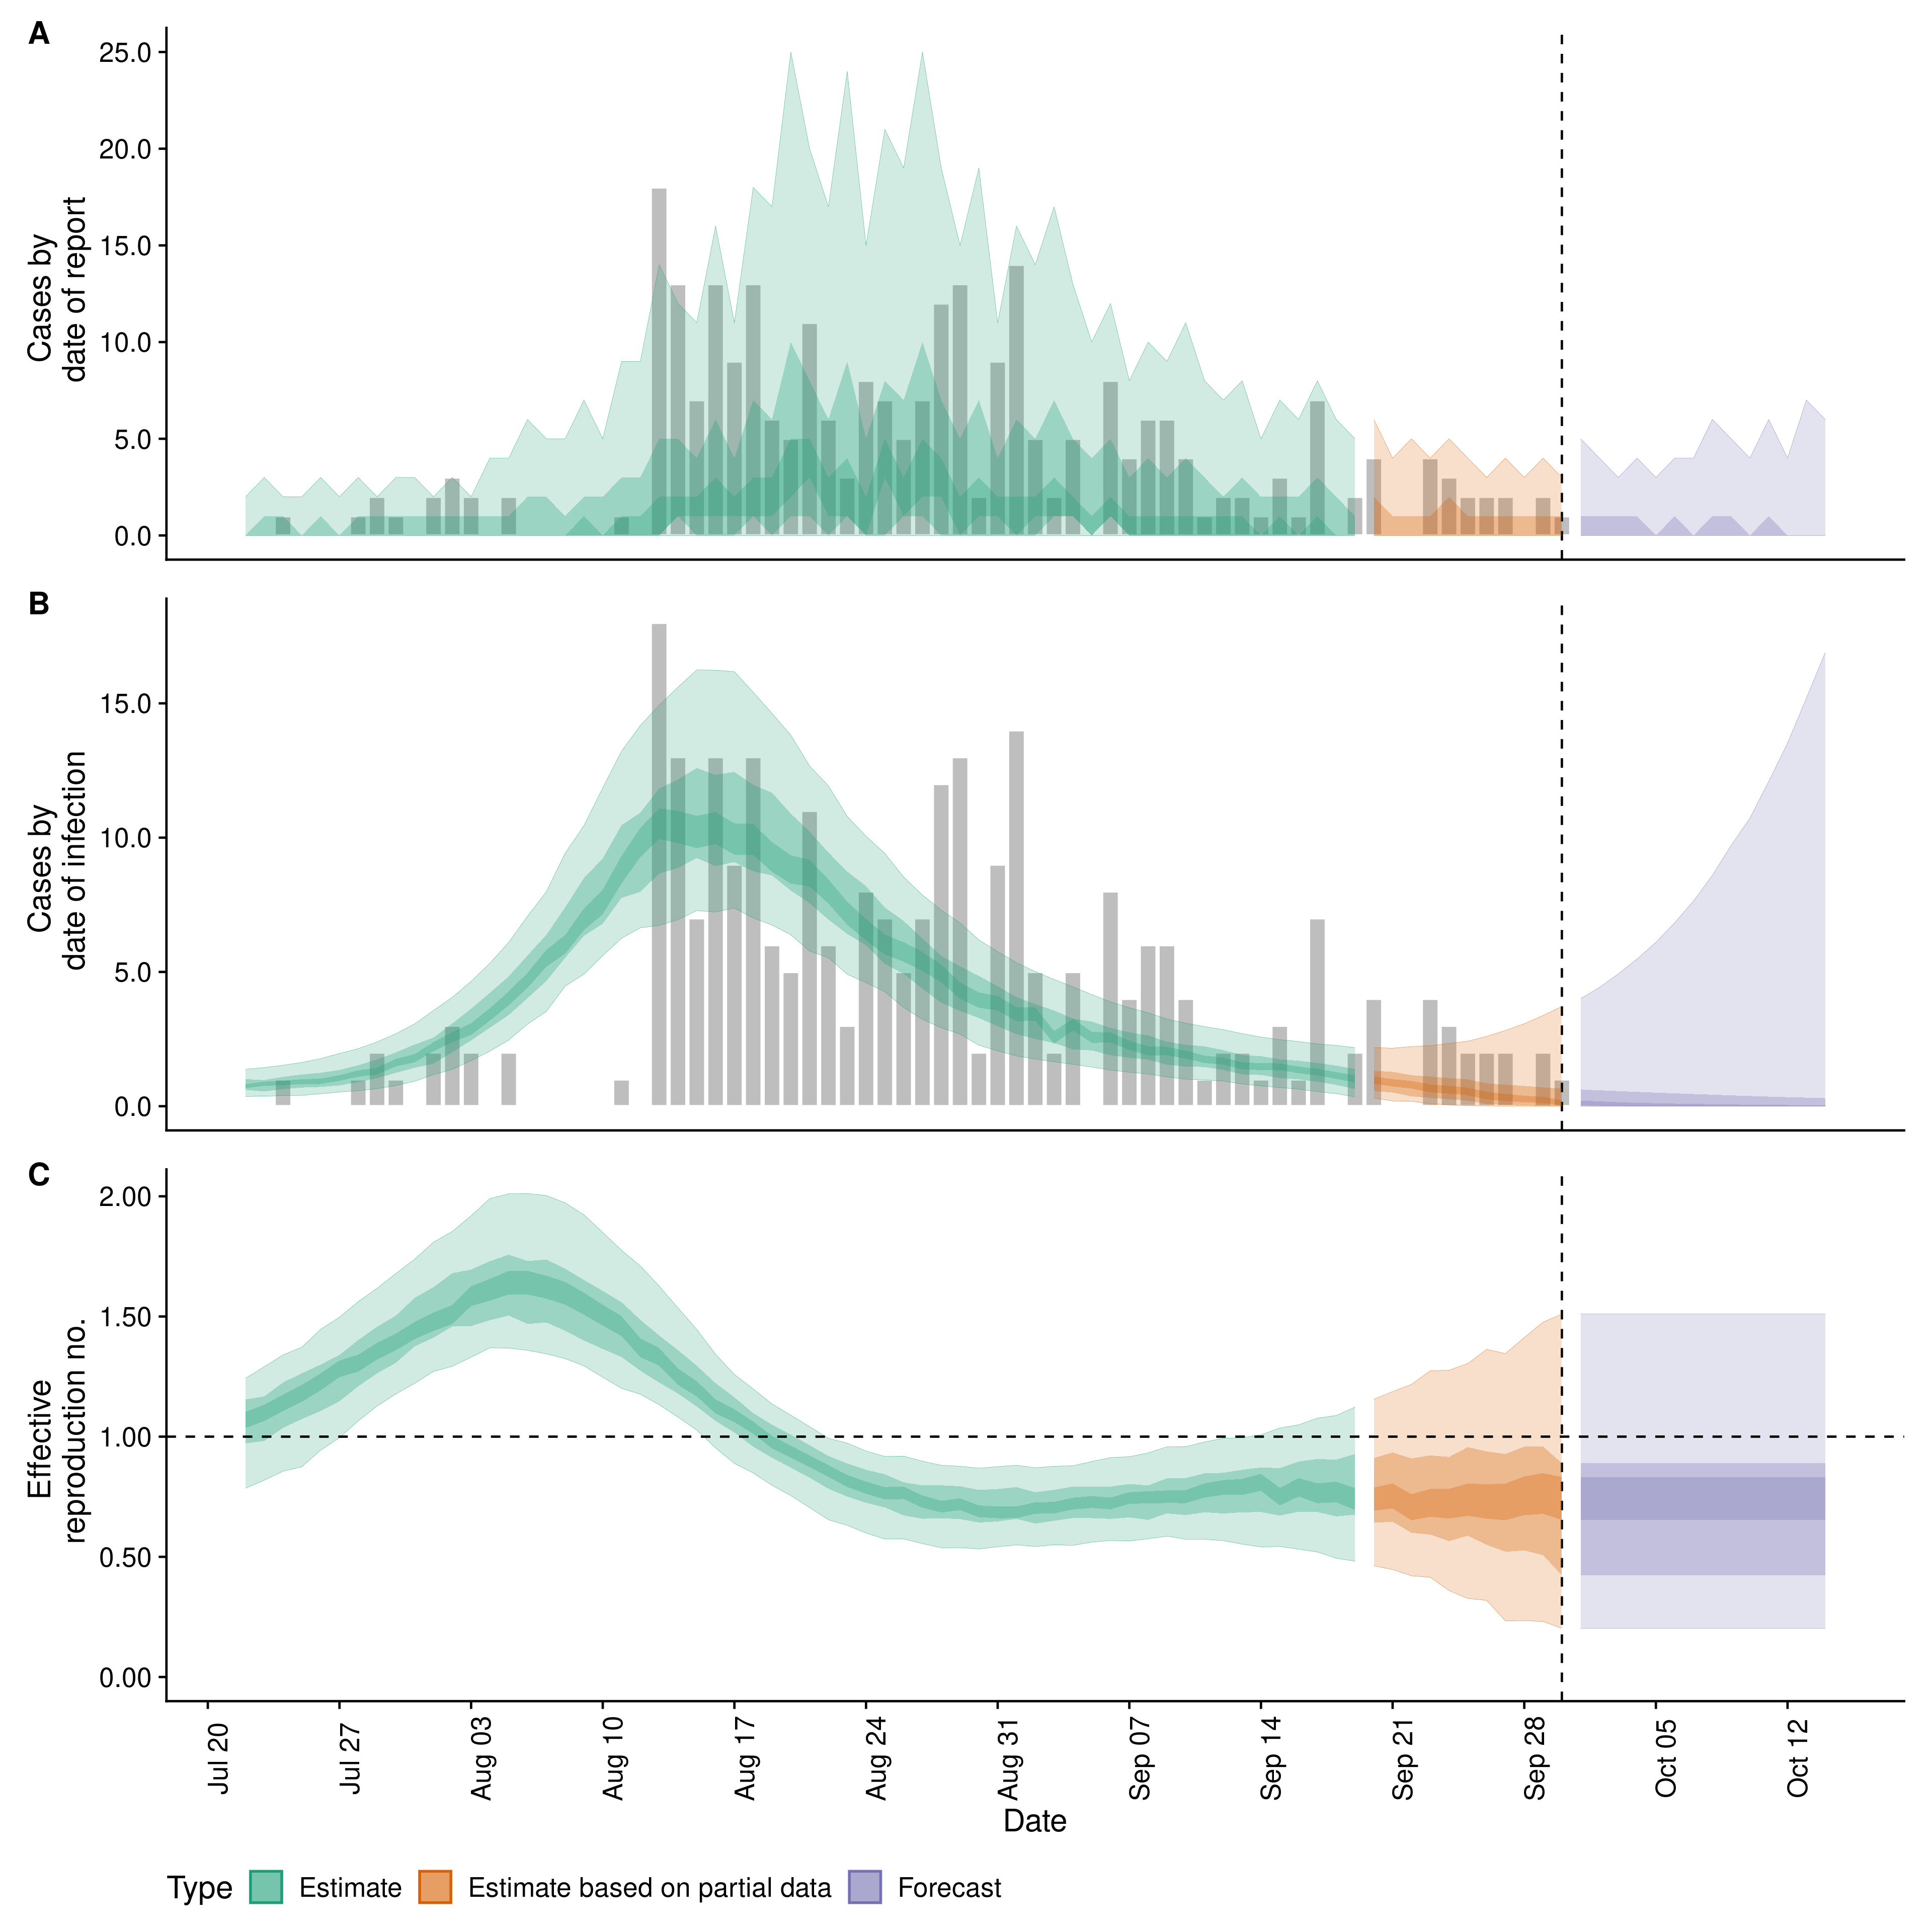 A
25.0
20.0
15.0
10.0
5.0
0.0
Cases by
date of report
B
15.0
10.0
5.0
0.0
Cases by
date of infection
C
2.00
1.50
1.00
0.50
0.00
Effective
reproduction no.
Jul 20
Jul 27
Aug 03
Aug 10
Aug 17
Aug 24
Aug 31
Sep 07
Sep 14
Sep 21
Sep 28
Oct 05
Oct 12
Date
Type
Estimate
Estimate based on partial data
Forecast